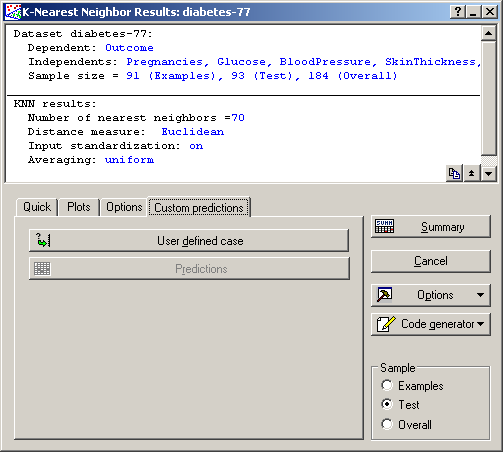 K-Nearest Neighbor Results: diabetes-77
Dataset diabetes-77:
Dependent: Outcome
Independents: Pregnancies, Glucose, BloodPressure, SkinThickness,
Sample size = 91 (Examples), 93 (Test), 184 (Overall)
KNN results:
Number of nearest neighbors =70
Distance measure: Euclidean
Input standardization: on
Averaging: uniform
Quick Plots Options Custom predictions
User defined case
Predictions
Summary
Cancel
Options
Code generator
Sample
Examples
Test
Overall